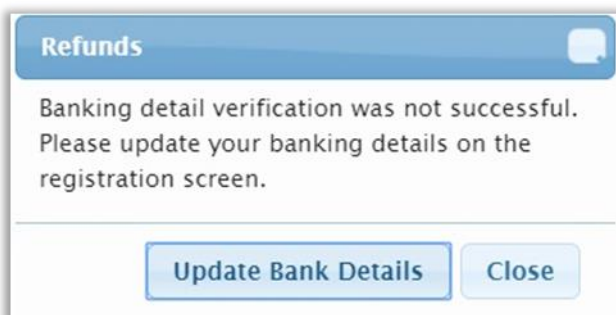 Refunds
Banking detail verification was not successful.
Please update your banking details on the
registration screen.
Update Bank Details
Close